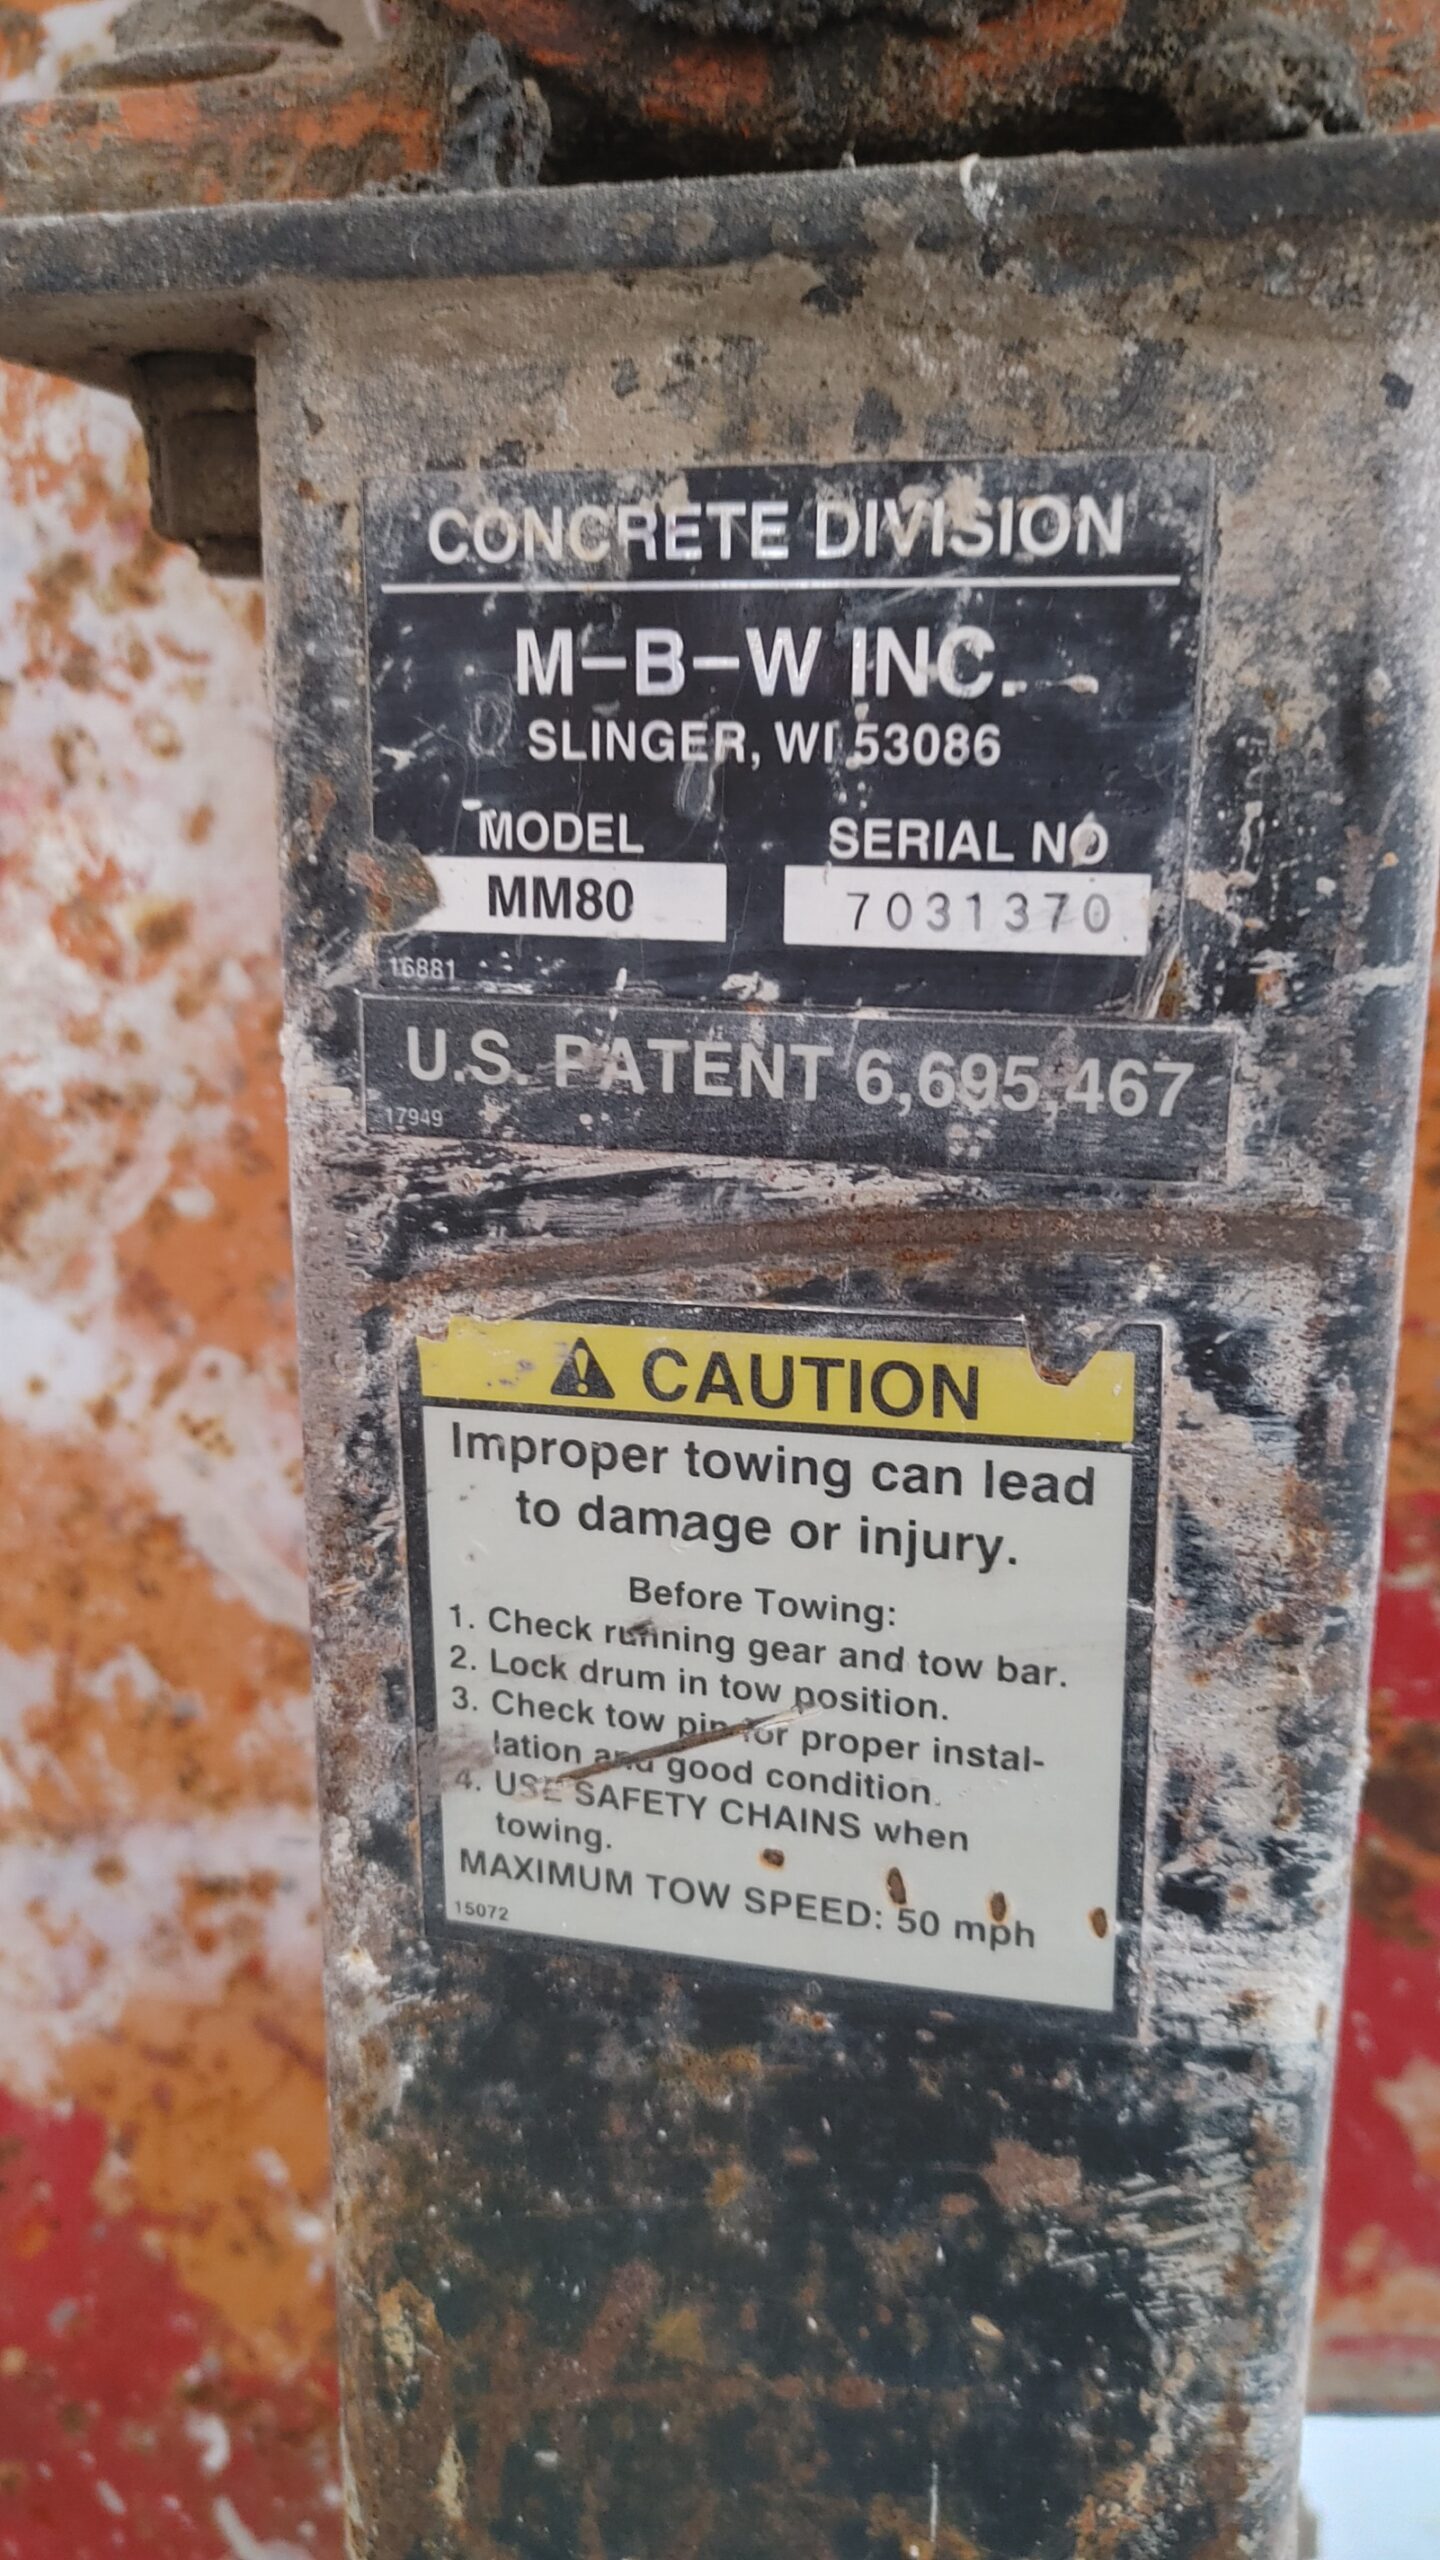 CONCRETE DIVISION
M-B-W INC.
SLINGER, WI 53086
MODEL SERIAL NO
MM80 7031370
16881
U.S. PATENT 6,695,467
17949
CAUTION
Improper towing can lead
to damage or injury.
Before Towing:
1. Check running gear and tow bar.
2. Lock drum in tow position.
3. Check tow pin for proper instal-
lation and good condition.
4. USE SAFETY CHAINS when
towing.
MAXIMUM TOW SPEED: 50 mph
15072